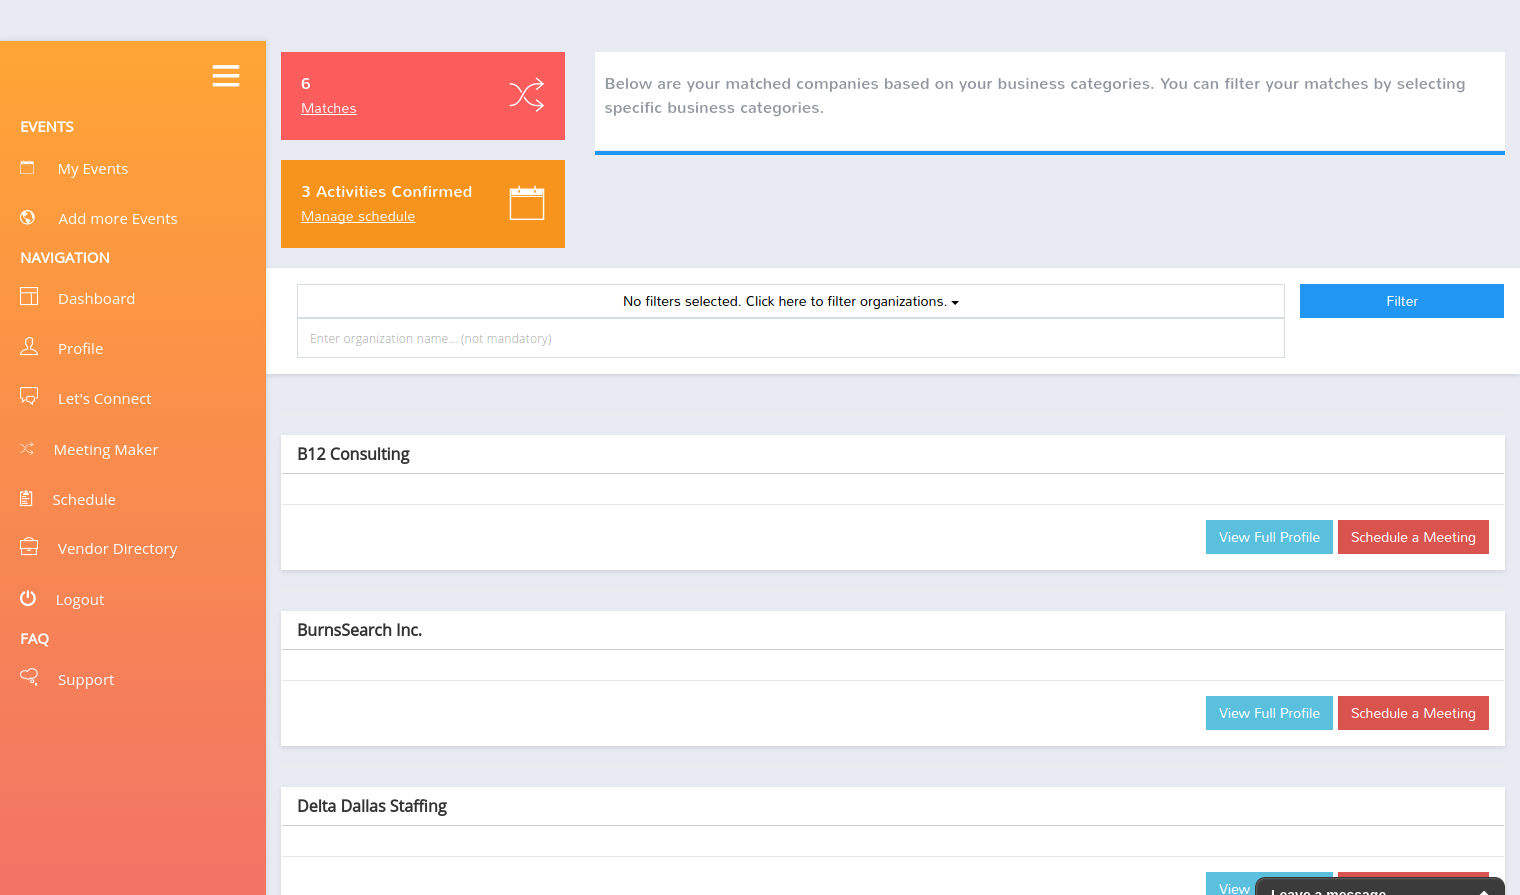 EVENTS
My Events
Add more Events
NAVIGATION
Dashboard
Profile
Let's Connect
Meeting Maker
Schedule
Vendor Directory
Logout
FAQ
Support
6
Matches
3 Activities Confirmed
Manage schedule
Below are your matched companies based on your business categories. You can filter your matches by selecting
specific business categories.
No filters selected. Click here to filter organizations.
Filter
Enter organization name... (not mandatory)
B12 Consulting
View Full Profile
Schedule a Meeting
BurnsSearch Inc.
View Full Profile
Schedule a Meeting
Delta Dallas Staffing
View
Leave a message